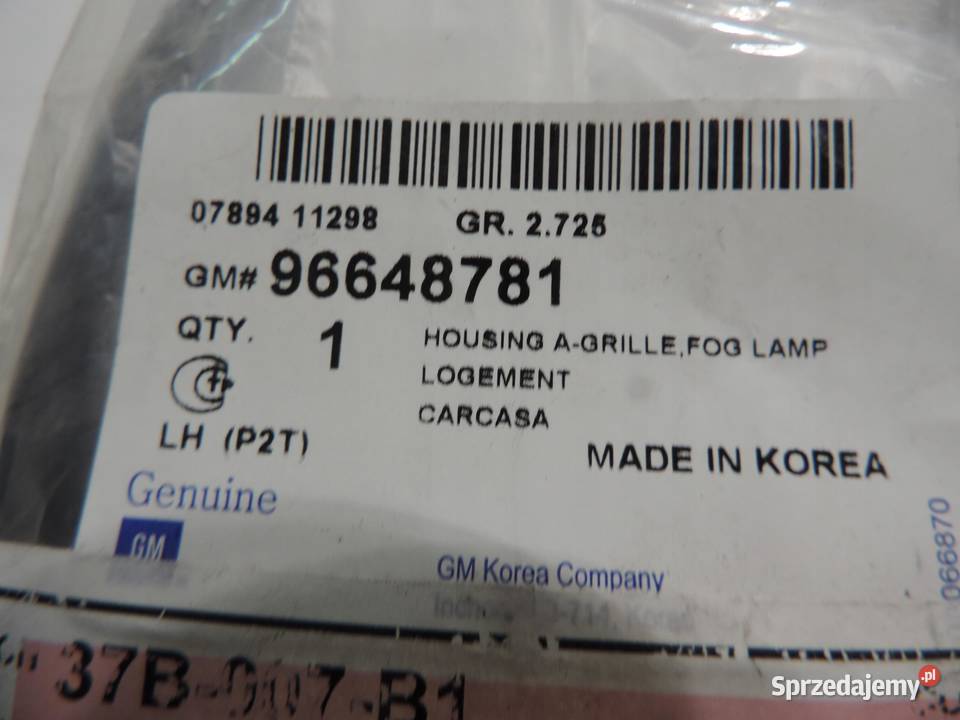 07894 11298 GR. 2.725
GM# 96648781
QTY. 1 HOUSING A-GRILLE,FOG LAMP
LOGEMENT
CARCASA
LH (P2T)
MADE IN KOREA
Genuine
GM
GM Korea Company
066870
Sprzedajemy.pl